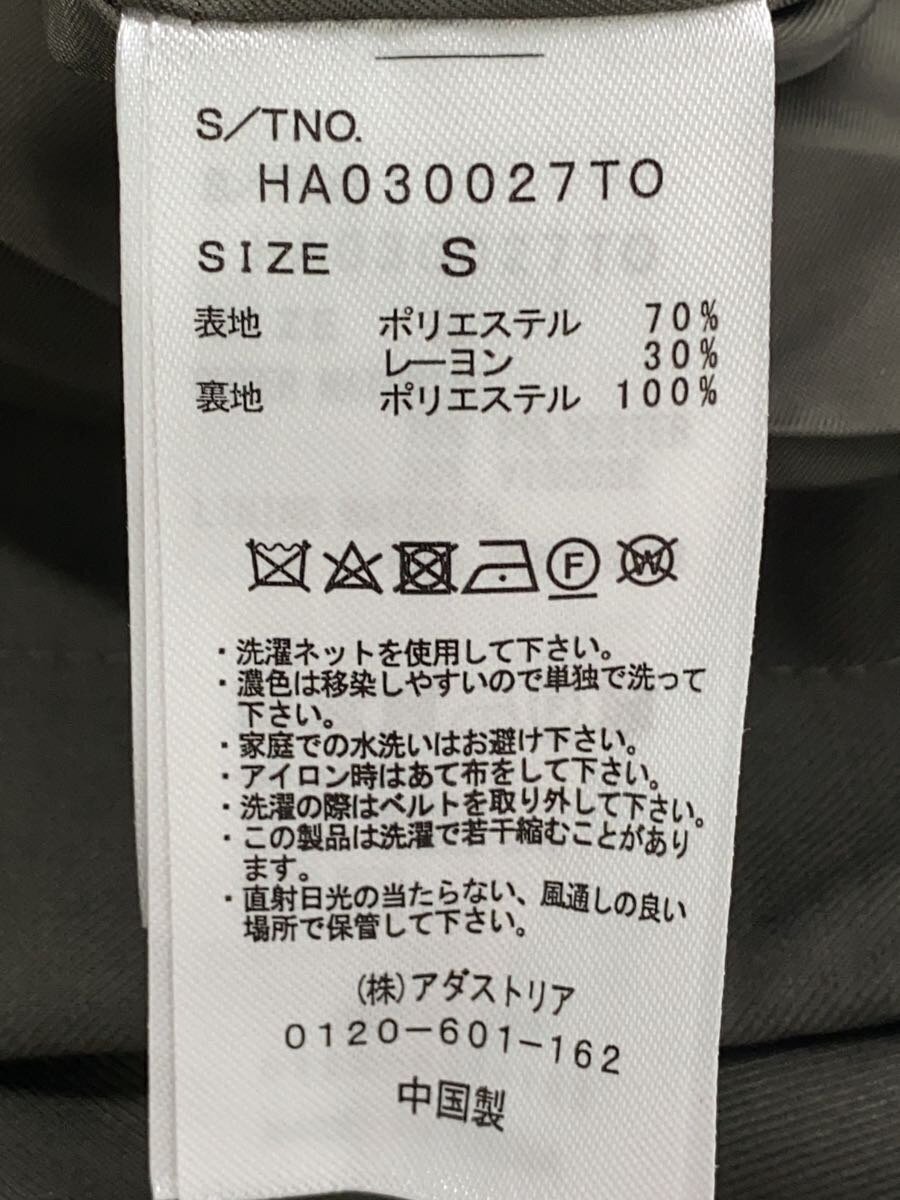 S/TNO.
HA030027TO
SIZE S
表地 ポリエステル 70%
レーヨン 30%
裏地 ポリエステル 100%
F W
・洗濯ネットを使用して下さい。
・濃色は移染しやすいので単独で洗って
下さい。
・家庭での水洗いはお避け下さい。
・アイロン時はあて布をして下さい。
・洗濯の際はベルトを取り外して下さい。
・この製品は洗濯で若干縮むことがあり
ます。
・直射日光の当たらない、風通しの良い
場所で保管して下さい。
(株)アダストリア
0120-601-162
中国製